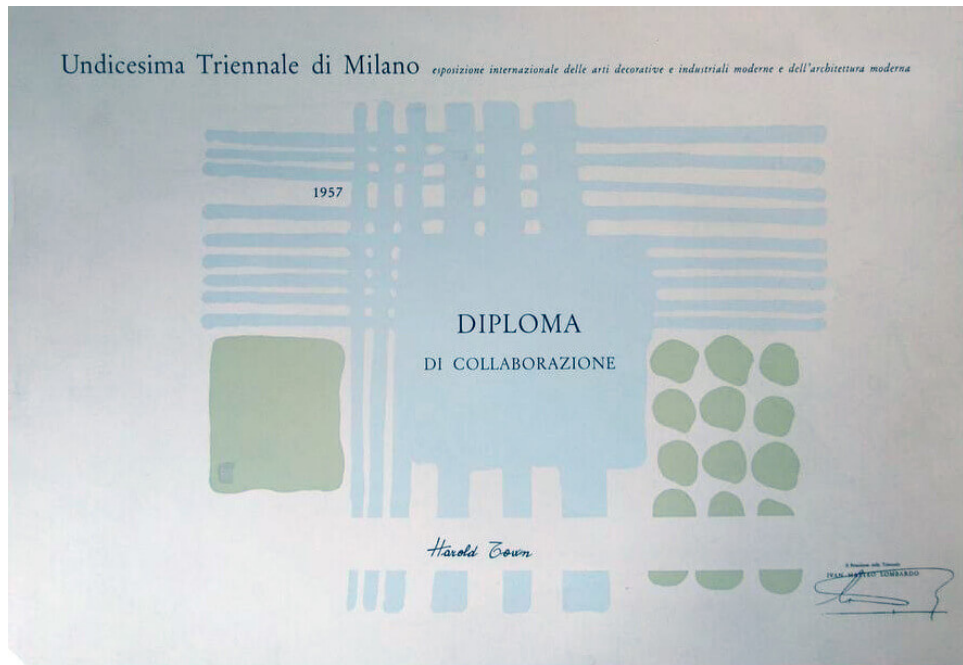 Undicesima Triennale di Milano esposizione internazionale delle arti decorative e industriali moderne e dell'architettura moderna
1957
DIPLOMA
DI COLLABORAZIONE
Harold Town
Il Presidente della Triennale
IVAN MATTEO LOMBARDO